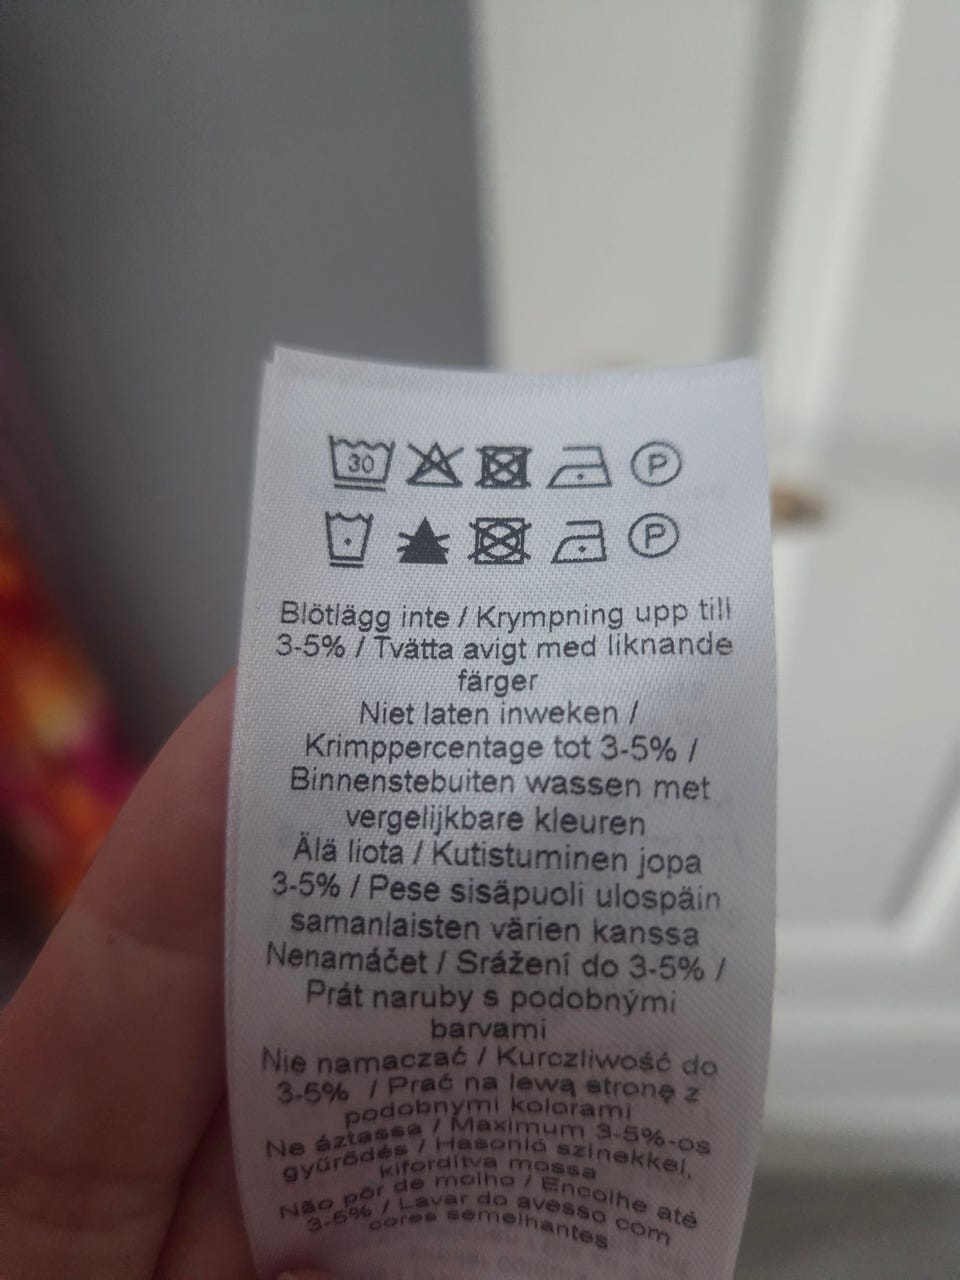 30 P
P
Blötlägg inte / Krympning upp till
3-5% / Tvätta avigt med liknande
färger
Niet laten inweken /
Krimppercentage tot 3-5% /
Binnenstebuiten wassen met
vergelijkbare kleuren
Älä liota / Kutistuminen jopa
3-5% / Pese sisäpuoli ulospäin
samanlaisten värien kanssa
Nenamáčet / Srážení do 3-5% /
Prát naruby s podobnými
barvami
Nie namaczać / Kurczliwość do
3-5% / Prać na lewą stronę z
podobnymi kolorami
Ne áztassa / Maximum 3-5%-os
gyűrődés / Hasonló színekkel,
kifordítva mossa
Não pôr de molho / Encolhe até
3-5% / Lavar do avesso com
cores semelhantes